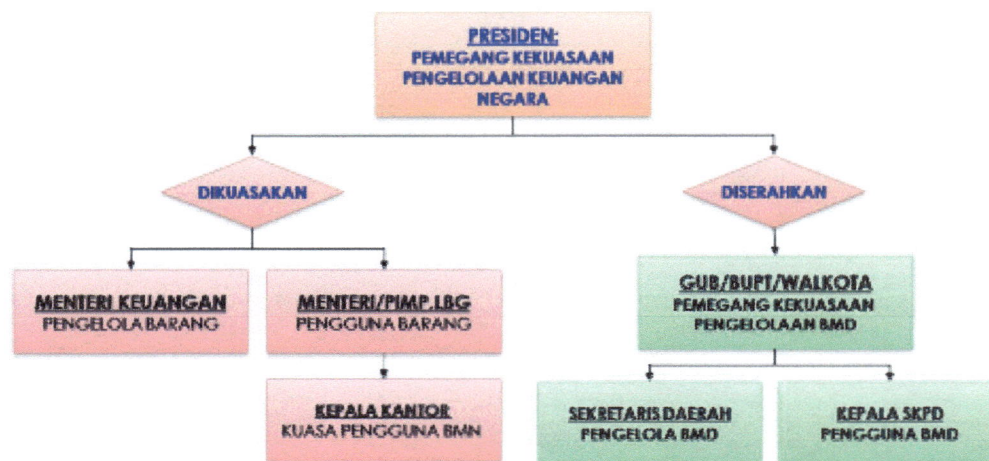 PRESIDEN:
PEMEGANG KEKUASAAN
PENGELOLAAN KEUANGAN
NEGARA
DIKUASAKAN
DISERAHKAN
MENTERI KEUANGAN
PENGELOLA BARANG
MENTERI/PIMP.LBG
PENGGUNA BARANG
GUB/BUPT/WALKOTA
PEMEGANG KEKUASAAN
PENGELOLAAN BMD
KEPALA KANTOR
KUASA PENGGUNA BMN
SEKRETARIS DAERAH
PENGELOLA BMD
KEPALA SKPD
PENGGUNA BMD